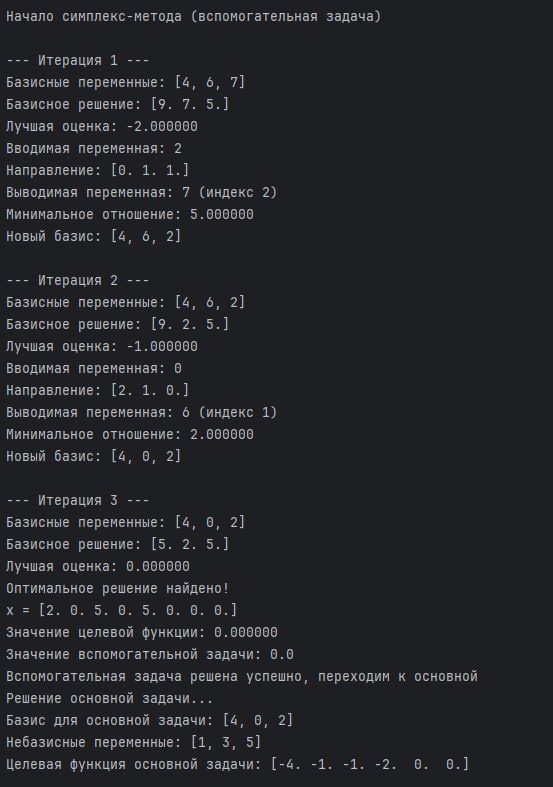 Начало симплекс-метода (вспомогательная задача)
--- Итерация 1 ---
Базисные переменные: [4, 6, 7]
Базисное решение: [9. 7. 5.]
Лучшая оценка: -2.000000
Вводимая переменная: 2
Направление: [0. 1. 1.]
Выводимая переменная: 7 (индекс 2)
Минимальное отношение: 5.000000
Новый базис: [4, 6, 2]
--- Итерация 2 ---
Базисные переменные: [4, 6, 2]
Базисное решение: [9. 2. 5.]
Лучшая оценка: -1.000000
Вводимая переменная: 0
Направление: [2. 1. 0.]
Выводимая переменная: 6 (индекс 1)
Минимальное отношение: 2.000000
Новый базис: [4, 0, 2]
--- Итерация 3 ---
Базисные переменные: [4, 0, 2]
Базисное решение: [5. 2. 5.]
Лучшая оценка: 0.000000
Оптимальное решение найдено!
x = [2. 0. 5. 0. 5. 0. 0. 0.]
Значение целевой функции: 0.000000
Значение вспомогательной задачи: 0.0
Вспомогательная задача решена успешно, переходим к основной
Решение основной задачи...
Базис для основной задачи: [4, 0, 2]
Небазисные переменные: [1, 3, 5]
Целевая функция основной задачи: [-4. -1. -1. -2.  0.  0.]